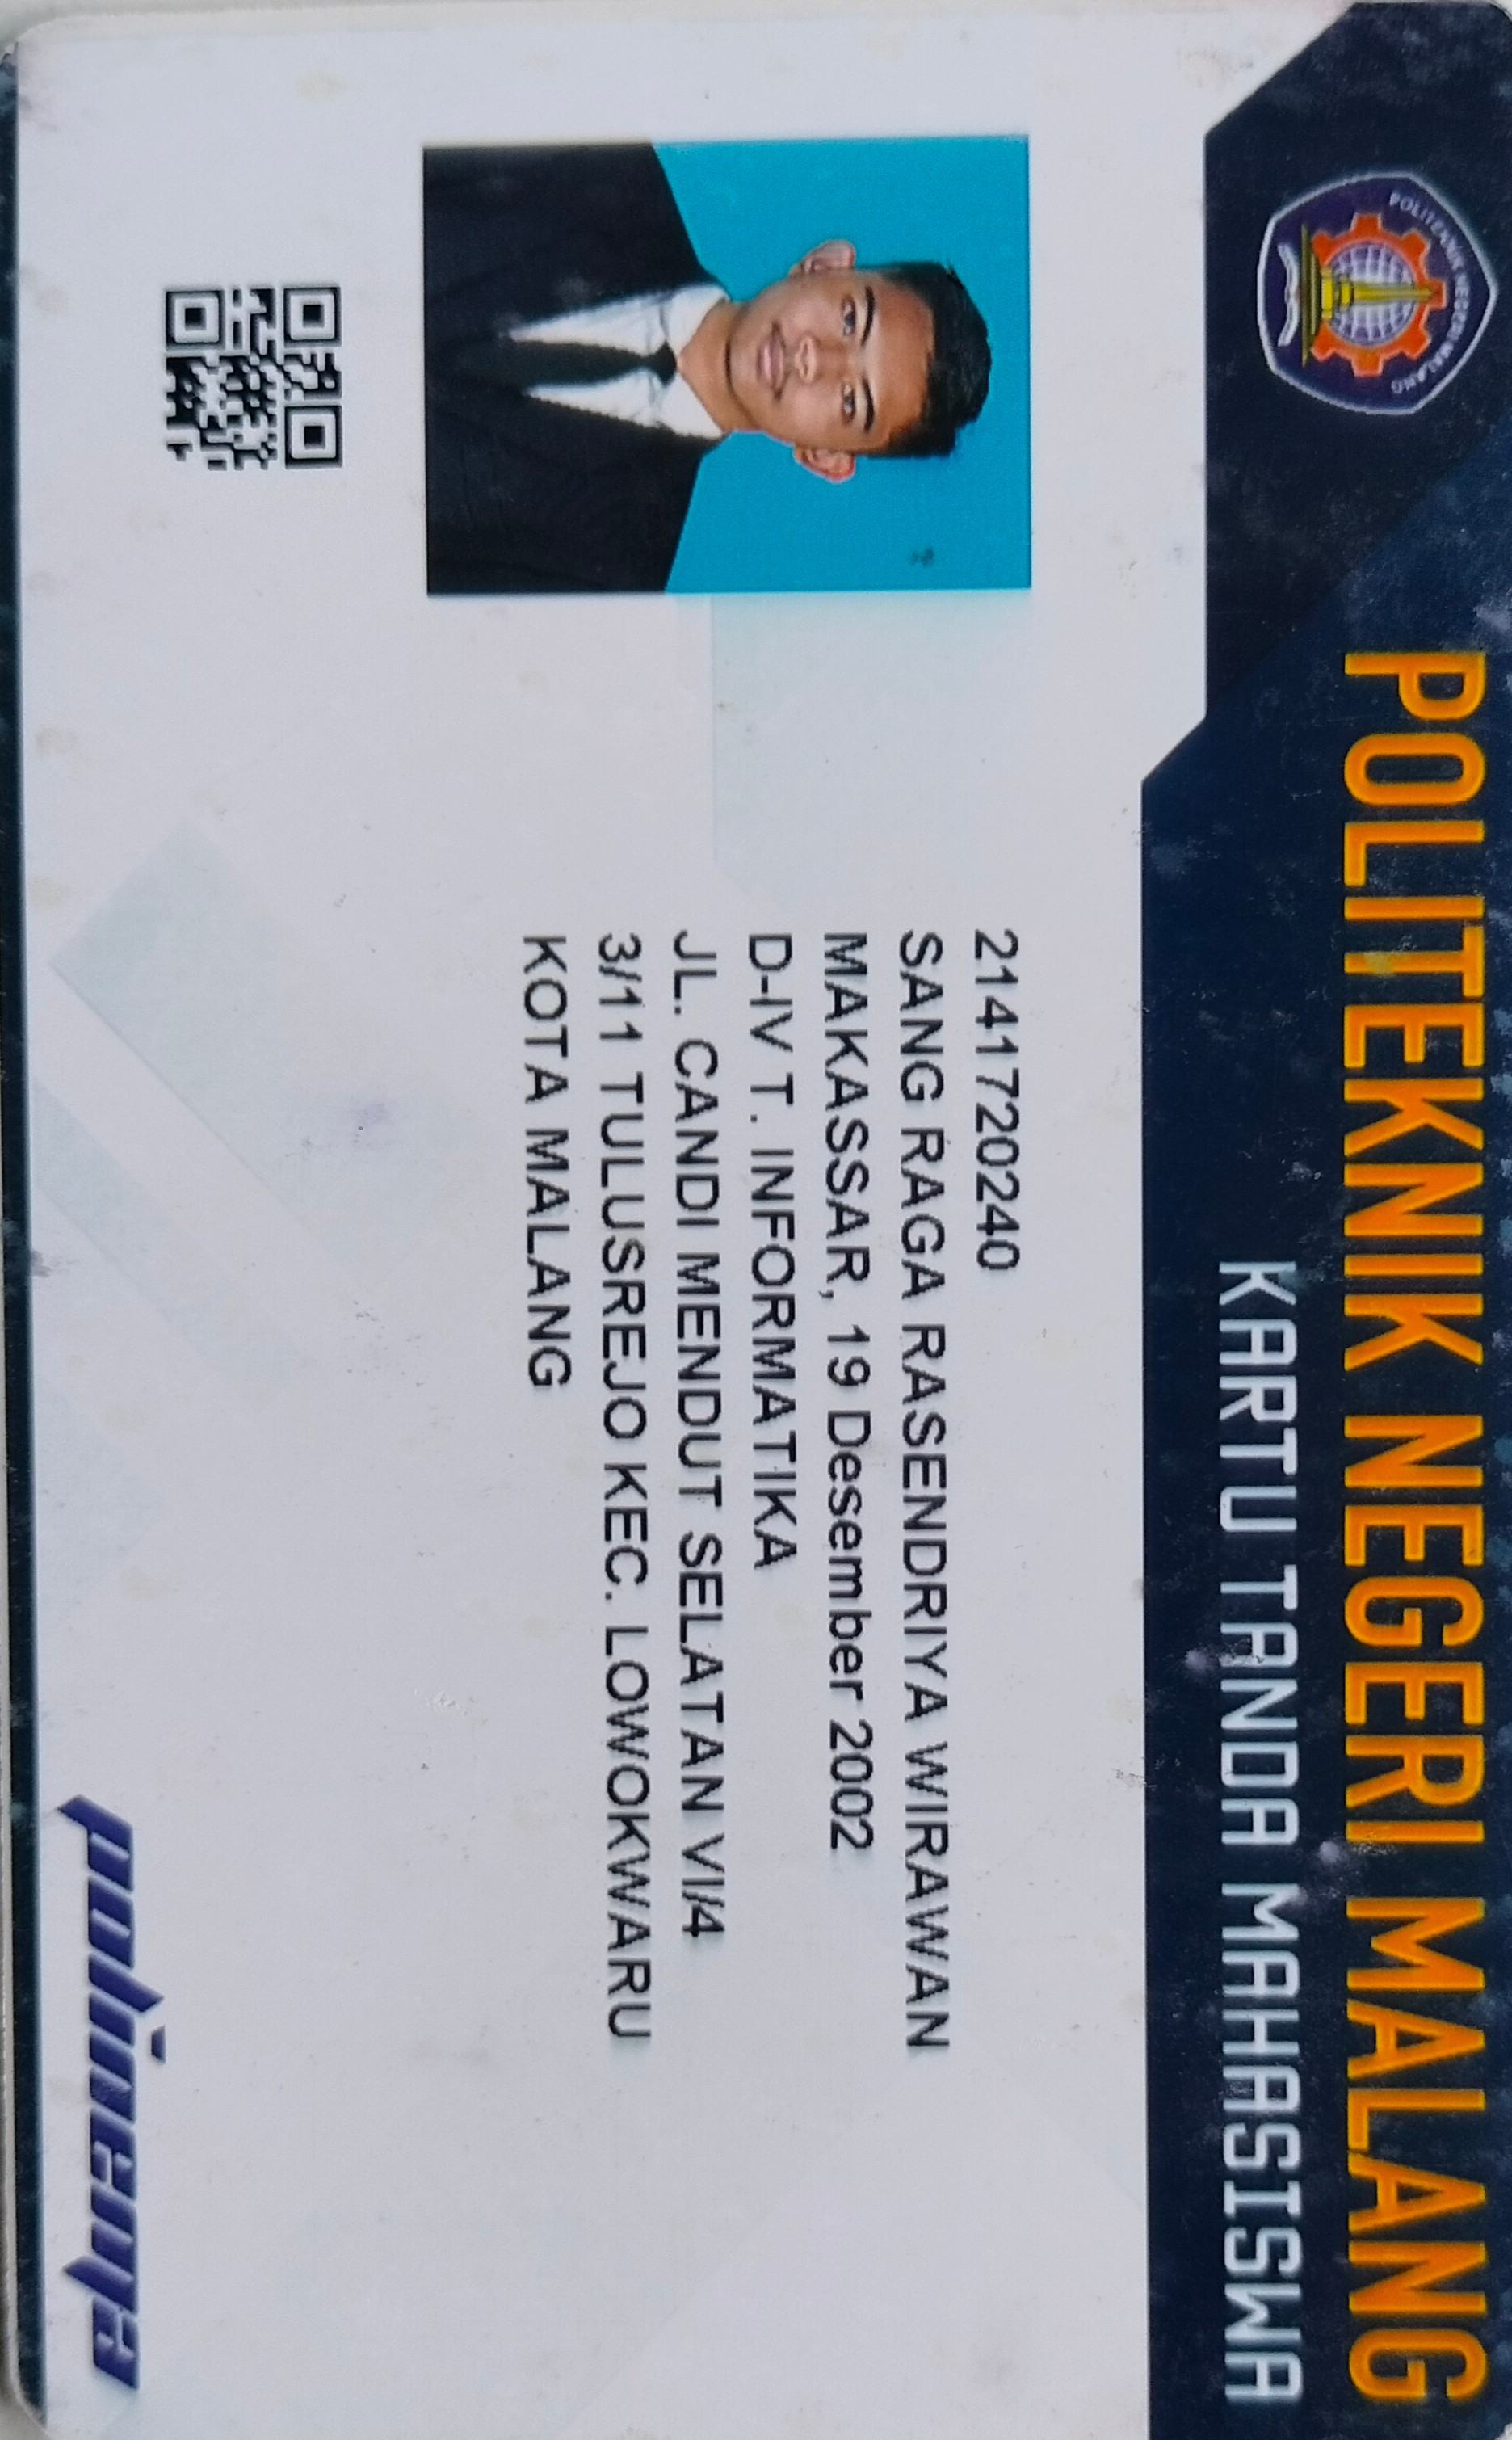 POLITEKNIK NEGERI MALANG
KARTU TANDA MAHASISWA
POLITEKNIK NEGERI MALANG
2141720240
SANG RAGA RASENDRIYA WIRAWAN
MAKASSAR, 19 Desember 2002
D-IV T. INFORMATIKA
JL. CANDI MENDUT SELATAN VI/4
3/11 TULUSREJO KEC. LOWOKWARU
KOTA MALANG
polinema